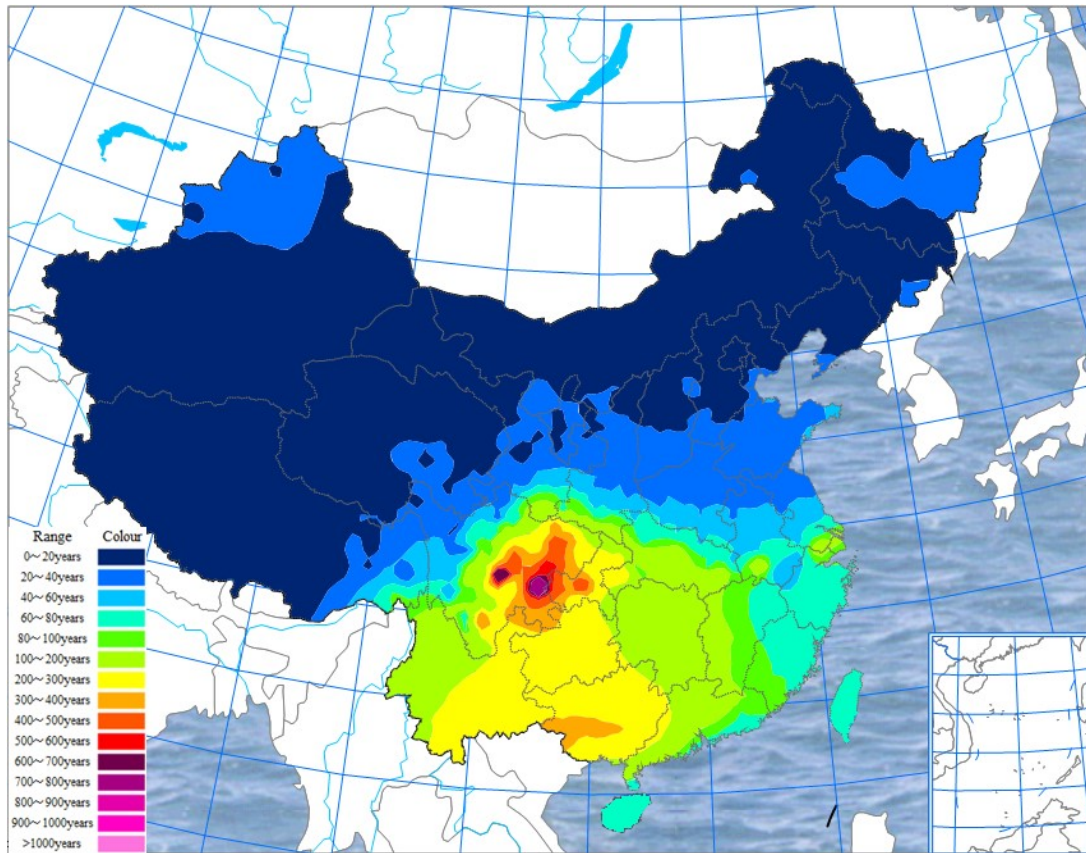 Range Colour
0～20years
20～40years
40～60years
60～80years
80～100years
100～200years
200～300years
300～400years
400～500years
500～600years
600～700years
700～800years
800～900years
900～1000years
>1000years